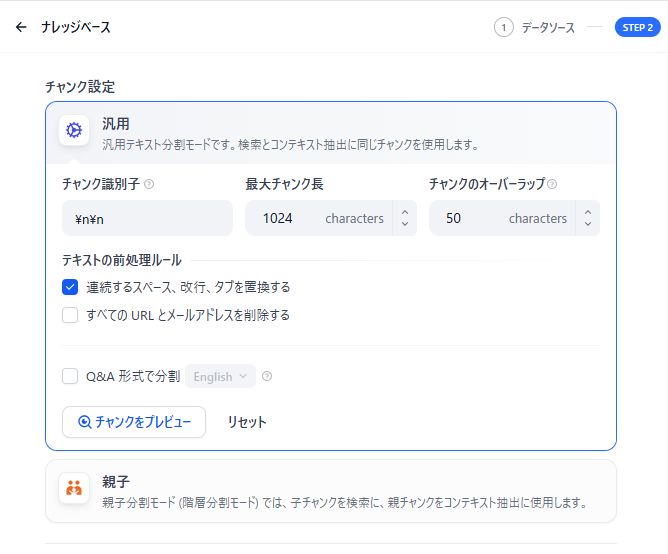 ナレッジベース
1 データソース
STEP 2
チャンク設定
汎用
汎用テキスト分割モードです。検索とコンテキスト抽出に同じチャンクを使用します。
チャンク識別子 最大チャンク長 チャンクのオーバーラップ
¥n¥n 1024 characters 50 characters
テキストの前処理ルール
連続するスペース、改行、タブを置換する
すべての URL とメールアドレスを削除する
Q&A 形式で分割 English
チャンクをプレビュー リセット
親子
親子分割モード (階層分割モード) では、子チャンクを検索に、親チャンクをコンテキスト抽出に使用します。